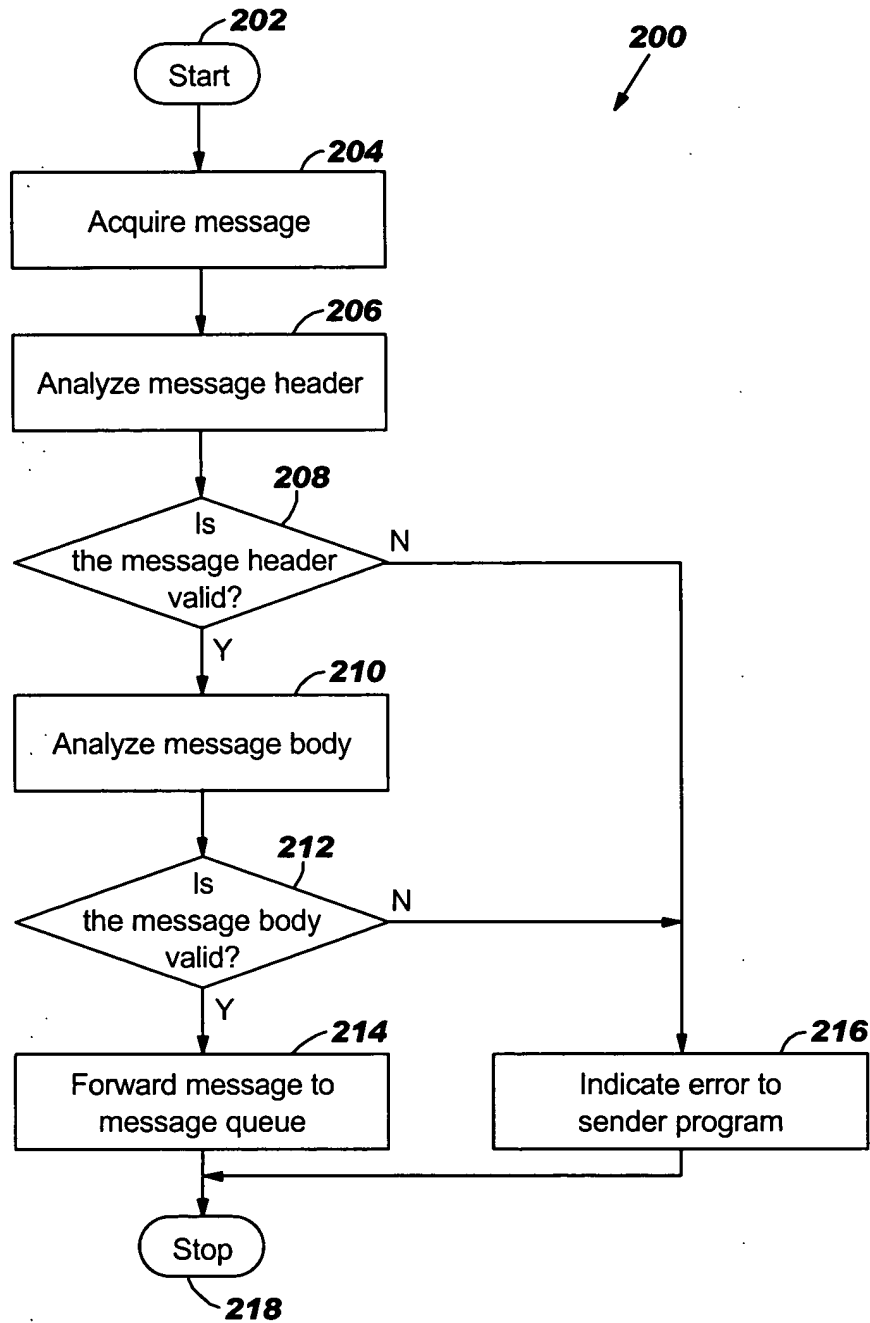 202
200
Start
204
Acquire message
206
Analyze message header
208
Is
the message header
valid?
N
Y
210
Analyze message body
212
Is
the message body
valid?
N
Y
214
Forward message to
message queue
216
Indicate error to
sender program
Stop
218